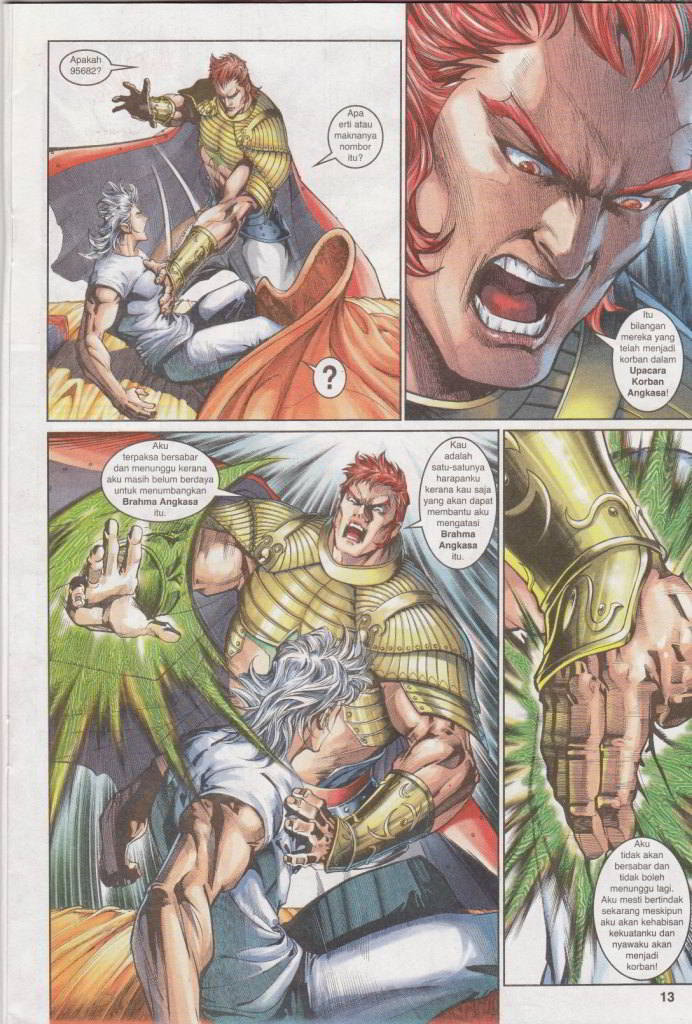 Apakah
95682?
Apa
erti atau
maknanya
nombor
itu?
?
Itu
bilangan
mereka yang
telah menjadi
korban dalam
Upacara
Korban
Angkasa!
Aku
terpaksa bersabar
dan menunggu kerana
aku masih belum berdaya
untuk menumbangkan
Brahma Angkasa
itu.
Kau
adalah
satu-satunya
harapanku
kerana kau saja
yang akan dapat
membantu aku
mengatasi
Brahma
Angkasa
itu.
Aku
tidak akan
bersabar dan
tidak boleh
menunggu lagi.
Aku mesti bertindak
sekarang meskipun
aku akan kehabisan
kekuatanku dan
nyawaku akan
menjadi
korban!
13